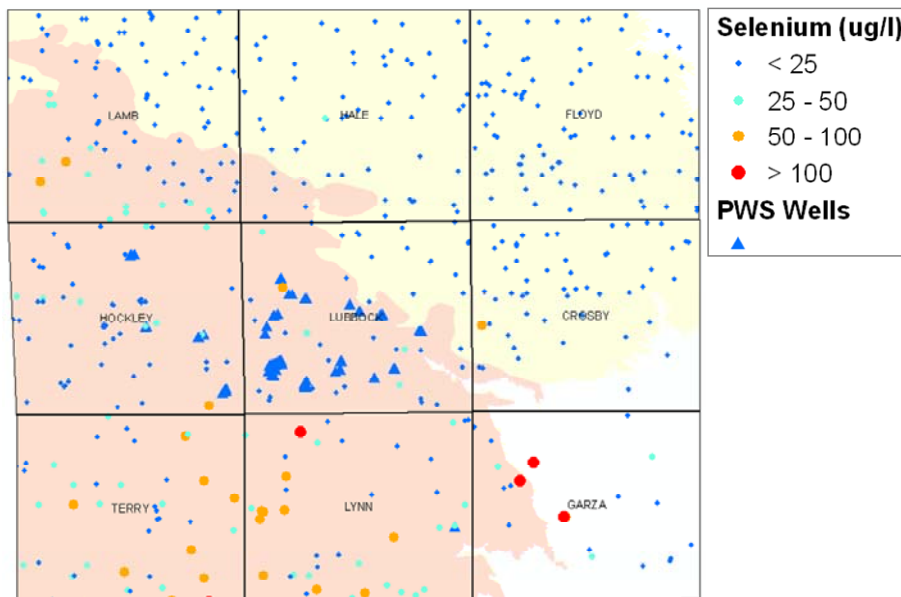 Selenium (ug/l)
< 25
25 - 50
50 - 100
> 100
PWS Wells
LAMB
HALE
FLOYD
HOCKLEY
LUBBOCK
CROSBY
TERRY
LYNN
GARZA